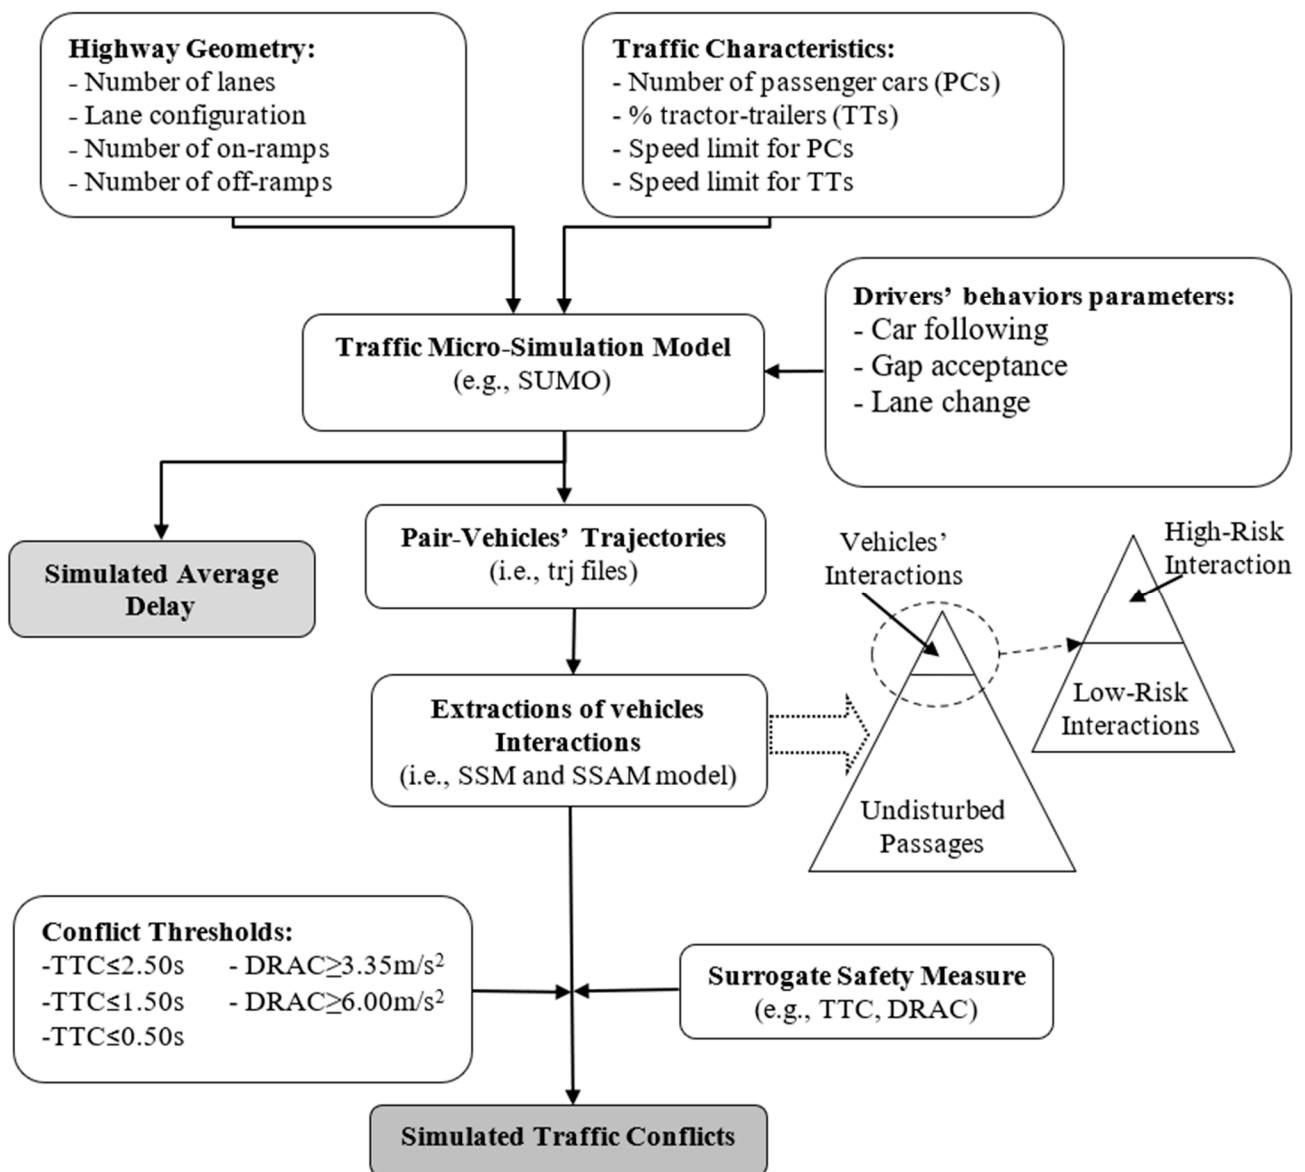 Highway Geometry:
- Number of lanes
- Lane configuration
- Number of on-ramps
- Number of off-ramps
Traffic Characteristics:
- Number of passenger cars (PCs)
- % tractor-trailers (TTs)
- Speed limit for PCs
- Speed limit for TTs
Drivers’ behaviors parameters:
- Car following
- Gap acceptance
- Lane change
Traffic Micro-Simulation Model
(e.g., SUMO)
Simulated Average
Delay
Pair-Vehicles’ Trajectories
(i.e., trj files)
Vehicles’
Interactions
High-Risk
Interaction
Low-Risk
Interactions
Extractions of vehicles
Interactions
(i.e., SSM and SSAM model)
Undisturbed
Passages
Conflict Thresholds:
-TTC≤2.50s - DRAC≥3.35m/s²
-TTC≤1.50s - DRAC≥6.00m/s²
-TTC≤0.50s
Surrogate Safety Measure
(e.g., TTC, DRAC)
Simulated Traffic Conflicts